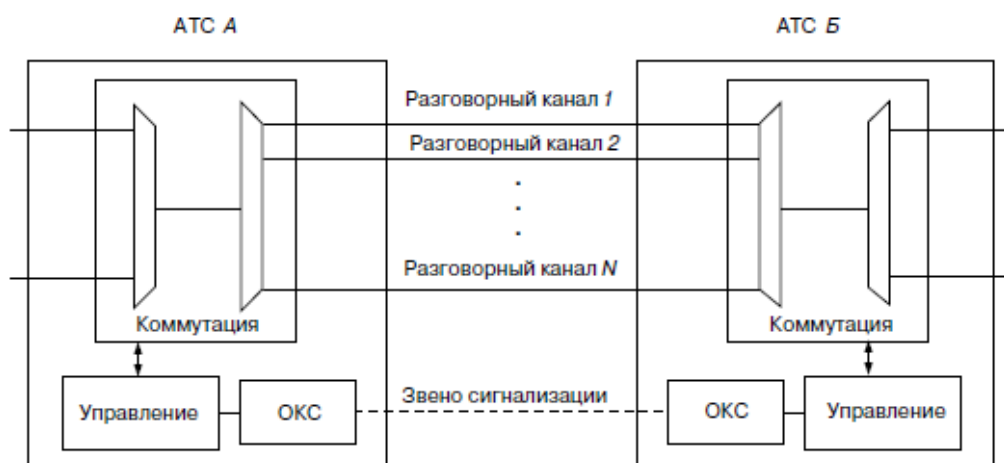 АТС А
АТС Б
Разговорный канал 1
Разговорный канал 2
Разговорный канал N
Коммутация
Коммутация
Управление
ОКС
Звено сигнализации
ОКС
Управление